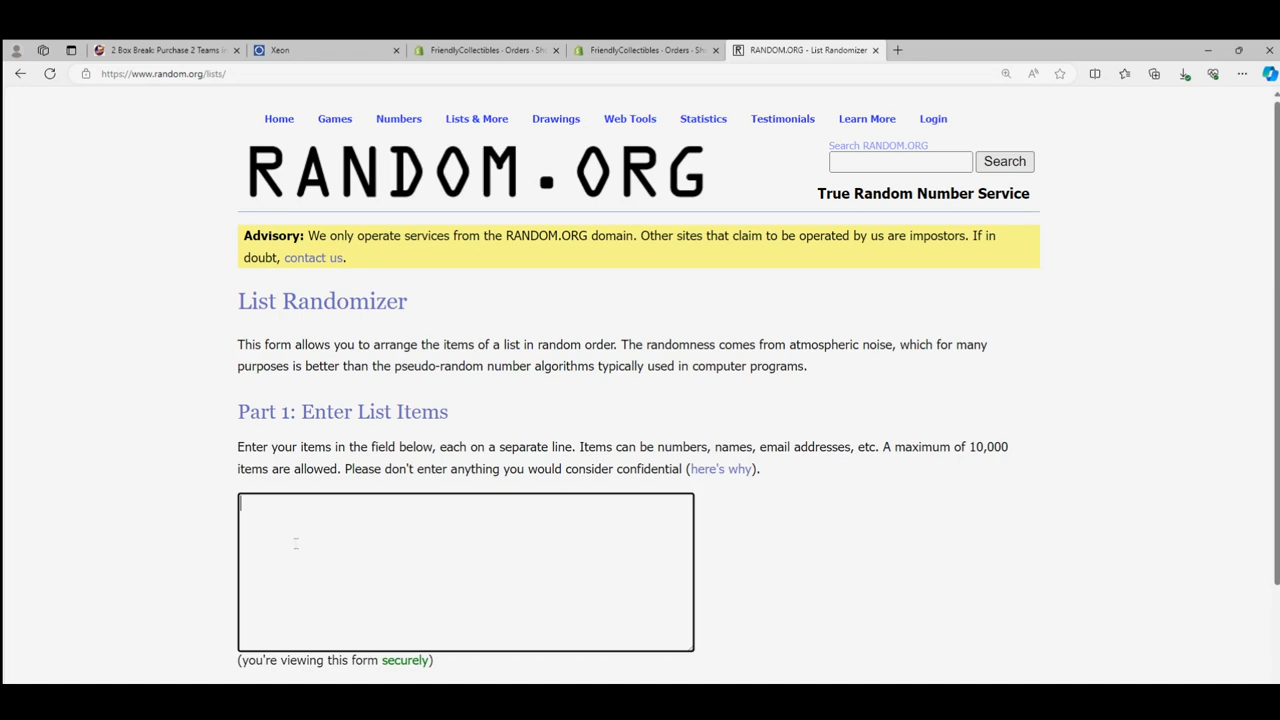 2 Box Break: Purchase 2 Teams i
Xeon
FriendlyCollectibles · Orders · Sh
FriendlyCollectibles · Orders · Sh
RANDOM.ORG - List Randomizer
https://www.random.org/lists/
Home Games Numbers Lists & More Drawings Web Tools Statistics Testimonials Learn More Login
RANDOM.ORG
Search RANDOM.ORG
Search
True Random Number Service
Advisory: We only operate services from the RANDOM.ORG domain. Other sites that claim to be operated by us are impostors. If in
doubt, contact us.
List Randomizer
This form allows you to arrange the items of a list in random order. The randomness comes from atmospheric noise, which for many
purposes is better than the pseudo-random number algorithms typically used in computer programs.
Part 1: Enter List Items
Enter your items in the field below, each on a separate line. Items can be numbers, names, email addresses, etc. A maximum of 10,000
items are allowed. Please don't enter anything you would consider confidential (here's why).
(you're viewing this form securely)